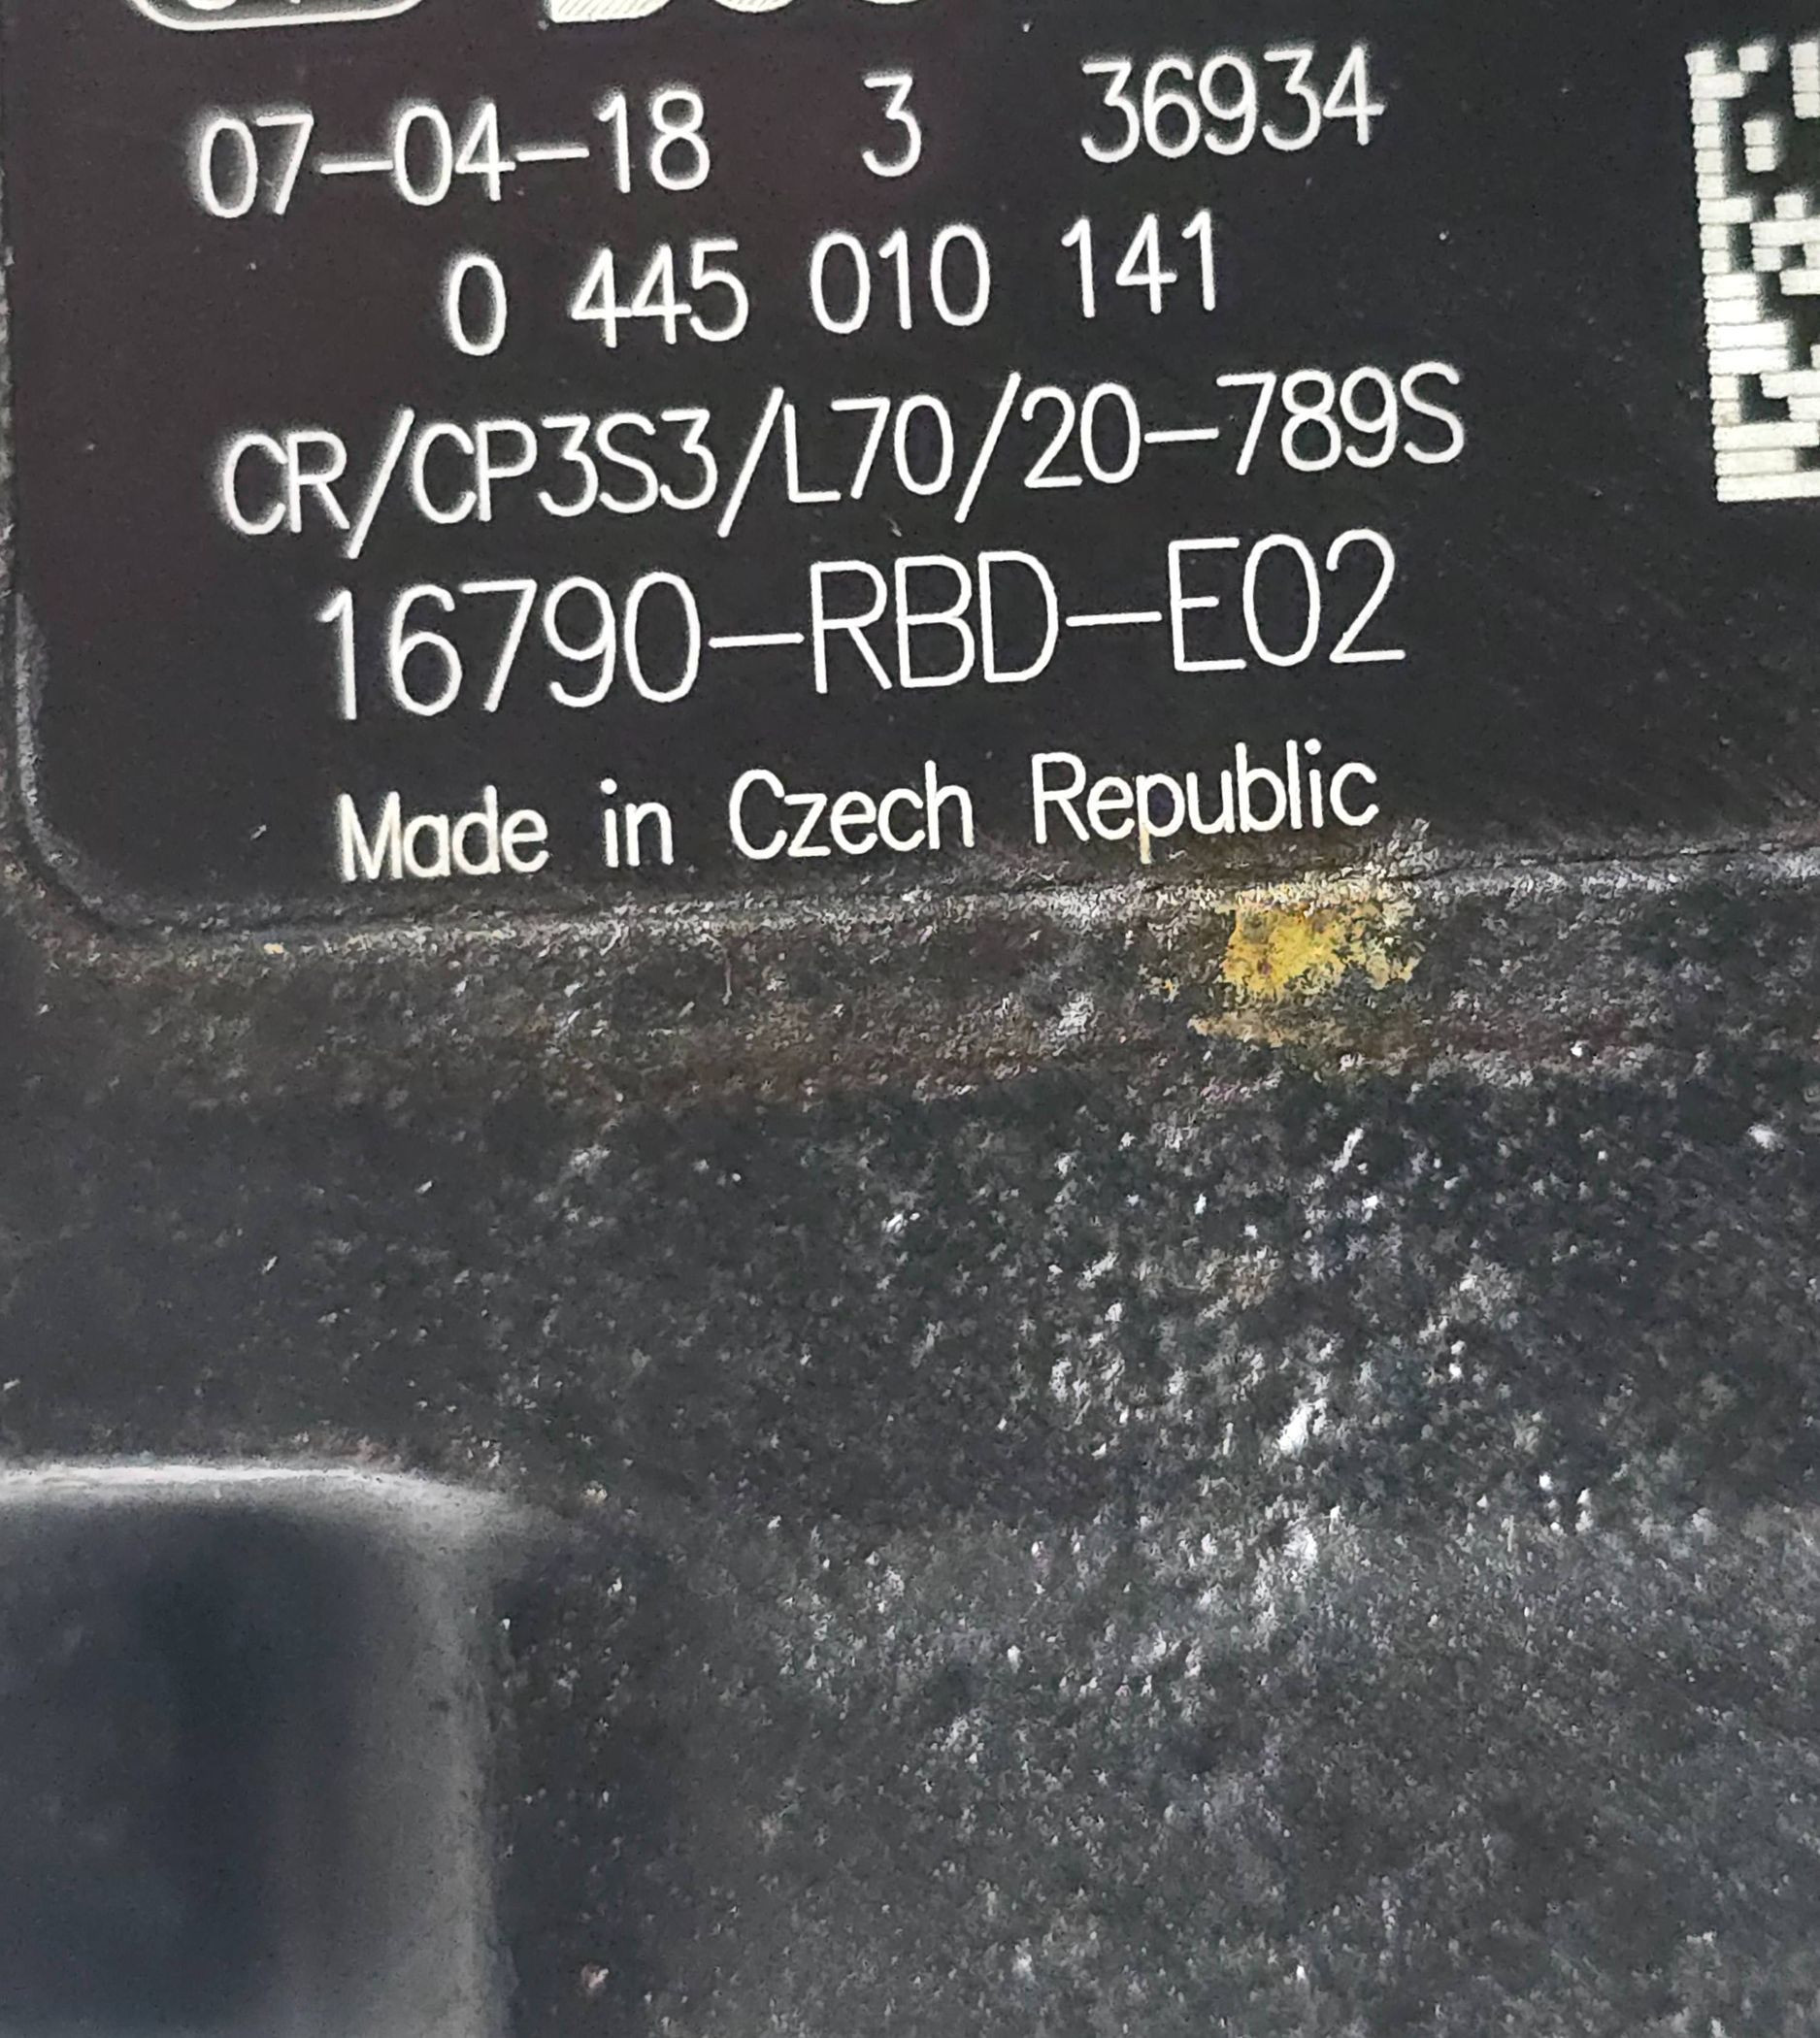 07-04-18 3 36934
0 445 010 141
CR/CP3S3/L70/20-789S
16790-RBD-E02
Made in Czech Republic